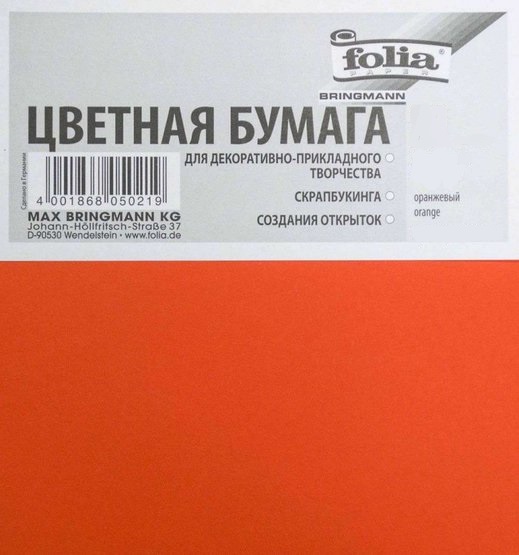 folia®
PAPER
BRINGMANN
ЦВЕТНАЯ БУМАГА
ДЛЯ ДЕКОРАТИВНО-ПРИКЛАДНОГО
ТВОРЧЕСТВА
СКРАПБУКИНГА
СОЗДАНИЯ ОТКРЫТОК
оранжевый
orange
Сделано в Германии
4 001868 050219
MAX BRINGMANN KG
Johann-Höllfritsch-Straße 37
D-90530 Wendelstein • www.folia.de